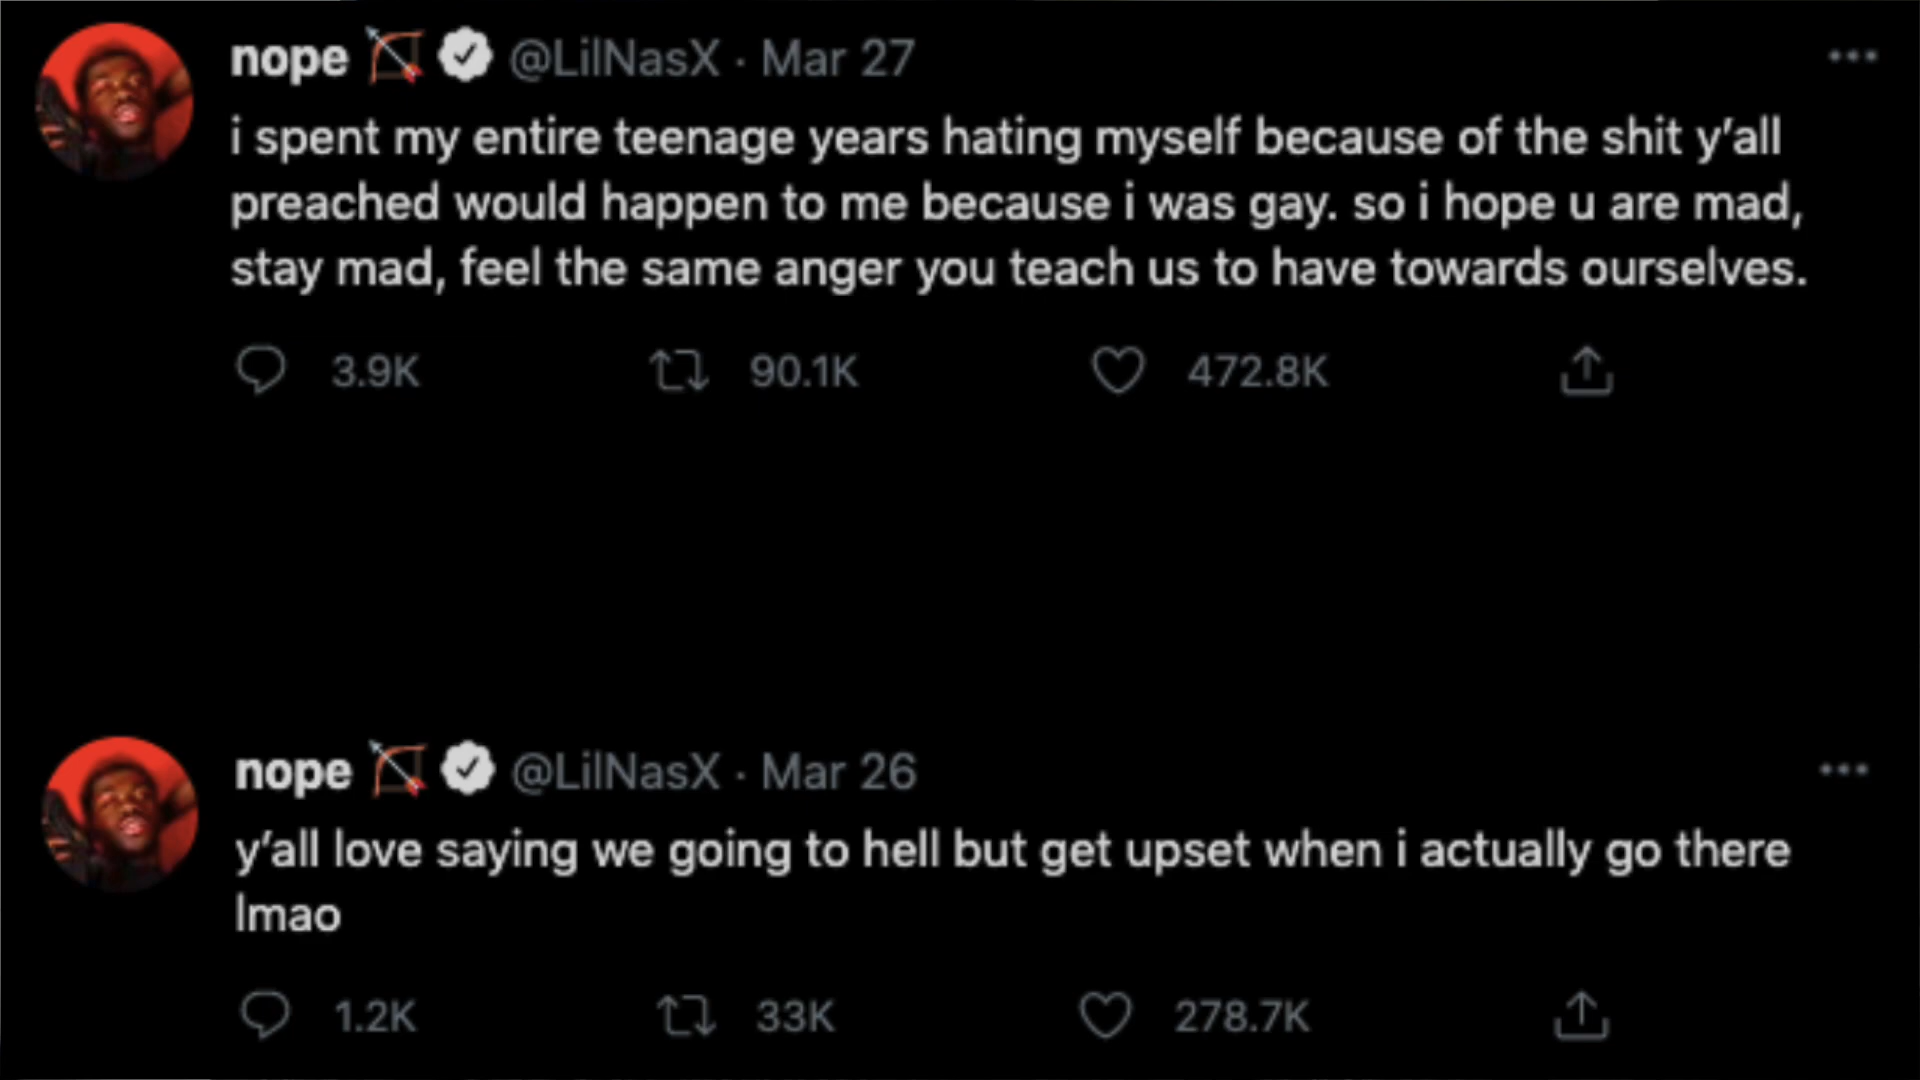 nope 🏹 @LilNasX · Mar 27
i spent my entire teenage years hating myself because of the shit y'all
preached would happen to me because i was gay. so i hope u are mad,
stay mad, feel the same anger you teach us to have towards ourselves.
3.9K 90.1K 472.8K
nope 🏹 @LilNasX · Mar 26
y'all love saying we going to hell but get upset when i actually go there
lmao
1.2K 33K 278.7K